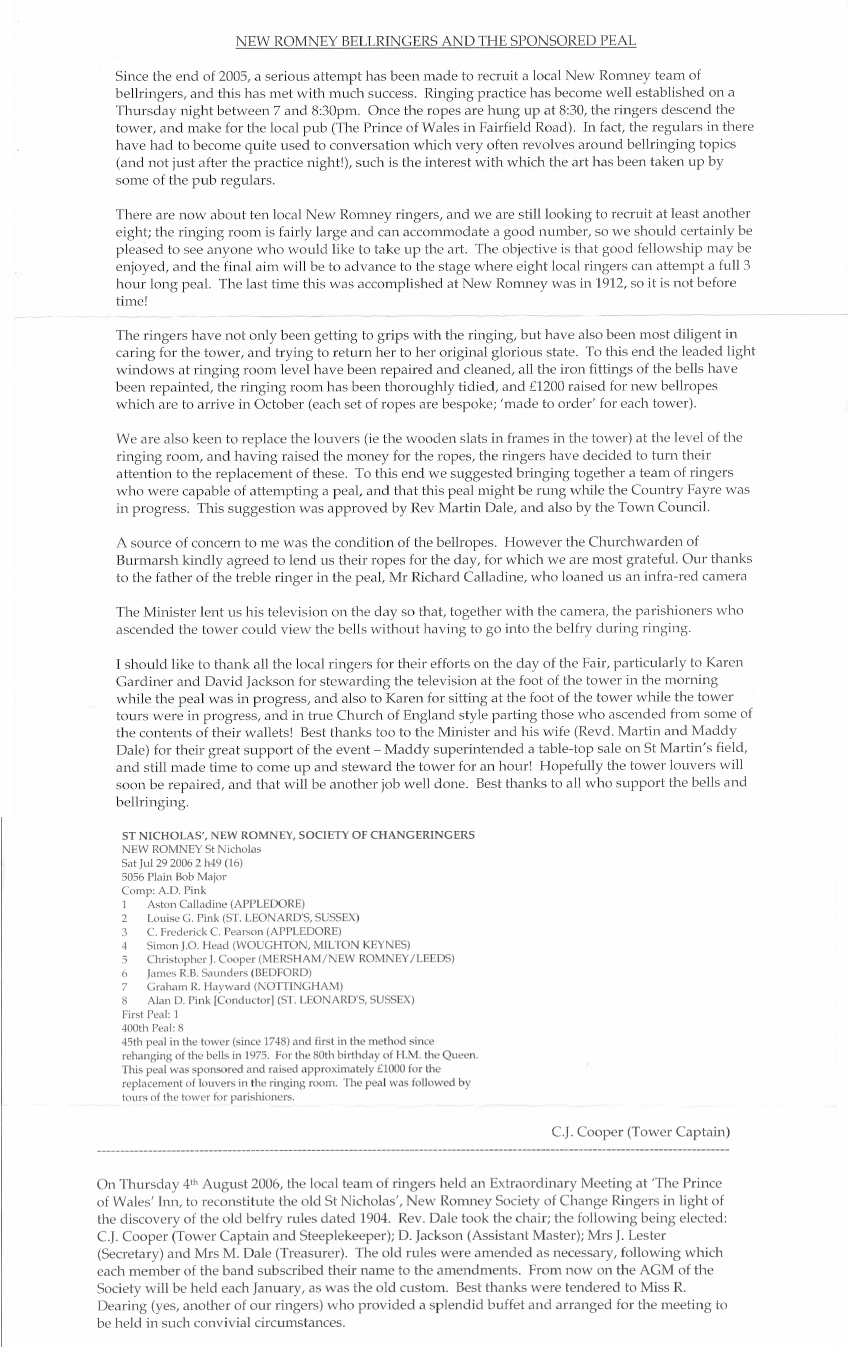 NEW ROMNEY BELLRINGERS AND THE SPONSORED PEAL
Since the end of 2005, a serious attempt has been made to recruit a local New Romney team of
bellringers, and this has met with much success. Ringing practice has become well established on a
Thursday night between 7 and 8:30pm. Once the ropes are hung up at 8:30, the ringers descend the
tower, and make for the local pub (The Prince of Wales in Fairfield Road). In fact, the regulars in there
have had to become quite used to conversation which very often revolves around bellringing topics
(and not just after the practice night!), such is the interest with which the art has been taken up by
some of the pub regulars.
There are now about ten local New Romney ringers, and we are still looking to recruit at least another
eight; the ringing room is fairly large and can accommodate a good number, so we should certainly be
pleased to see anyone who would like to take up the art. The objective is that good fellowship may be
enjoyed, and the final aim will be to advance to the stage where eight local ringers can attempt a full 3
hour long peal. The last time this was accomplished at New Romney was in 1912, so it is not before
time!
The ringers have not only been getting to grips with the ringing, but have also been most diligent in
caring for the tower, and trying to return her to her original glorious state. To this end the leaded light
windows at ringing room level have been repaired and cleaned, all the iron fittings of the bells have
been repainted, the ringing room has been thoroughly tidied, and £1200 raised for new bellropes
which are to arrive in October (each set of ropes are bespoke; 'made to order' for each tower).
We are also keen to replace the louvers (ie the wooden slats in frames in the tower) at the level of the
ringing room, and having raised the money for the ropes, the ringers have decided to turn their
attention to the replacement of these. To this end we suggested bringing together a team of ringers
who were capable of attempting a peal, and that this peal might be rung while the Country Fayre was
in progress. This suggestion was approved by Rev Martin Dale, and also by the Town Council.
A source of concern to me was the condition of the bellropes. However the Churchwarden of
Burmarsh kindly agreed to lend us their ropes for the day, for which we are most grateful. Our thanks
to the father of the treble ringer in the peal, Mr Richard Calladine, who loaned us an infra-red camera
The Minister lent us his television on the day so that, together with the camera, the parishioners who
ascended the tower could view the bells without having to go into the belfry during ringing.
I should like to thank all the local ringers for their efforts on the day of the Fair, particularly to Karen
Gardiner and David Jackson for stewarding the television at the foot of the tower in the morning
while the peal was in progress, and also to Karen for sitting at the foot of the tower while the tower
tours were in progress, and in true Church of England style parting those who ascended from some of
the contents of their wallets! Best thanks too to the Minister and his wife (Revd. Martin and Maddy
Dale) for their great support of the event – Maddy superintended a table-top sale on St Martin's field,
and still made time to come up and steward the tower for an hour! Hopefully the tower louvers will
soon be repaired, and that will be another job well done. Best thanks to all who support the bells and
bellringing.
ST NICHOLAS', NEW ROMNEY, SOCIETY OF CHANGERINGERS
NEW ROMNEY St Nicholas
Sat Jul 29 2006 2 h49 (16)
5056 Plain Bob Major
Comp: A.D. Pink
1 Aston Calladine (APPLEDORE)
2 Louise G. Pink (ST. LEONARD'S, SUSSEX)
3 C. Frederick C. Pearson (APPLEDORE)
4 Simon J.O. Head (WOUGHTON, MILTON KEYNES)
5 Christopher J. Cooper (MERSHAM/NEW ROMNEY/LEEDS)
6 James R.B. Saunders (BEDFORD)
7 Graham R. Hayward (NOTTINGHAM)
8 Alan D. Pink [Conductor] (ST. LEONARD'S, SUSSEX)
First Peal: 1
400th Peal: 8
45th peal in the tower (since 1748) and first in the method since
rehanging of the bells in 1975. For the 80th birthday of H.M. the Queen.
This peal was sponsored and raised approximately £1000 for the
replacement of louvers in the ringing room. The peal was followed by
tours of the tower for parishioners.
C.J. Cooper (Tower Captain)
On Thursday 4th August 2006, the local team of ringers held an Extraordinary Meeting at 'The Prince
of Wales' Inn, to reconstitute the old St Nicholas', New Romney Society of Change Ringers in light of
the discovery of the old belfry rules dated 1904. Rev. Dale took the chair; the following being elected:
C.J. Cooper (Tower Captain and Steeplekeeper); D. Jackson (Assistant Master); Mrs J. Lester
(Secretary) and Mrs M. Dale (Treasurer). The old rules were amended as necessary, following which
each member of the band subscribed their name to the amendments. From now on the AGM of the
Society will be held each January, as was the old custom. Best thanks were tendered to Miss R.
Dearing (yes, another of our ringers) who provided a splendid buffet and arranged for the meeting to
be held in such convivial circumstances.